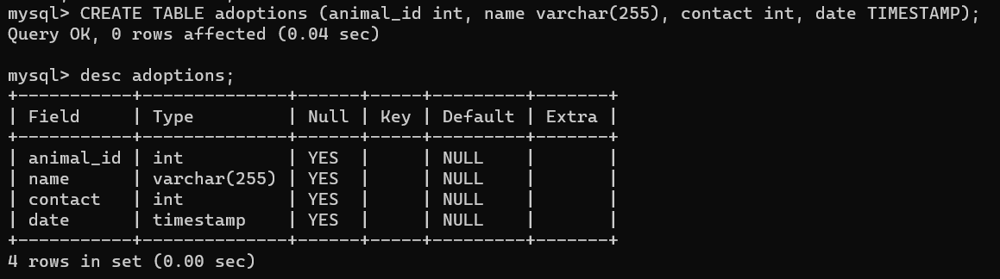 mysql> CREATE TABLE adoptions (animal_id int, name varchar(255), contact int, date TIMESTAMP);
Query OK, 0 rows affected (0.04 sec)

mysql> desc adoptions;
+-----------+--------------+------+-----+---------+-------+
| Field     | Type         | Null | Key | Default | Extra |
+-----------+--------------+------+-----+---------+-------+
| animal_id | int          | YES  |     | NULL    |       |
| name      | varchar(255) | YES  |     | NULL    |       |
| contact   | int          | YES  |     | NULL    |       |
| date      | timestamp    | YES  |     | NULL    |       |
+-----------+--------------+------+-----+---------+-------+
4 rows in set (0.00 sec)